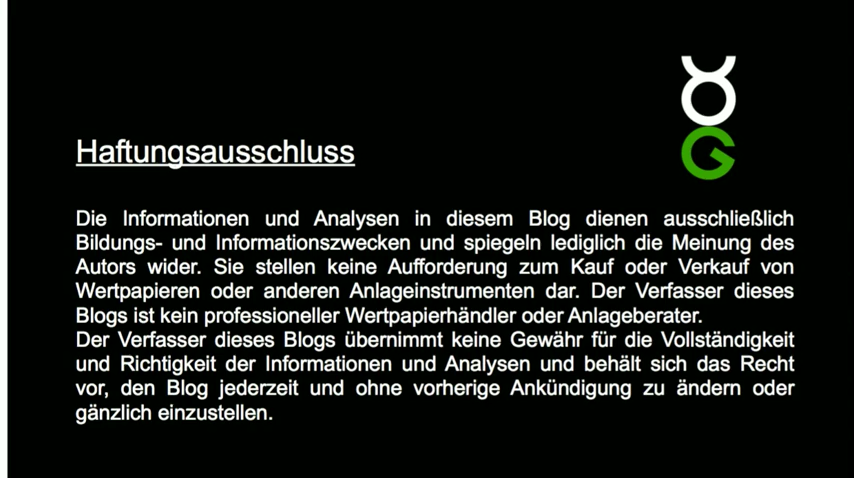 Haftungsausschluss
Die Informationen und Analysen in diesem Blog dienen ausschließlich
Bildungs- und Informationszwecken und spiegeln lediglich die Meinung des
Autors wider. Sie stellen keine Aufforderung zum Kauf oder Verkauf von
Wertpapieren oder anderen Anlageinstrumenten dar. Der Verfasser dieses
Blogs ist kein professioneller Wertpapierhändler oder Anlageberater.
Der Verfasser dieses Blogs übernimmt keine Gewähr für die Vollständigkeit
und Richtigkeit der Informationen und Analysen und behält sich das Recht
vor, den Blog jederzeit und ohne vorherige Ankündigung zu ändern oder
gänzlich einzustellen.